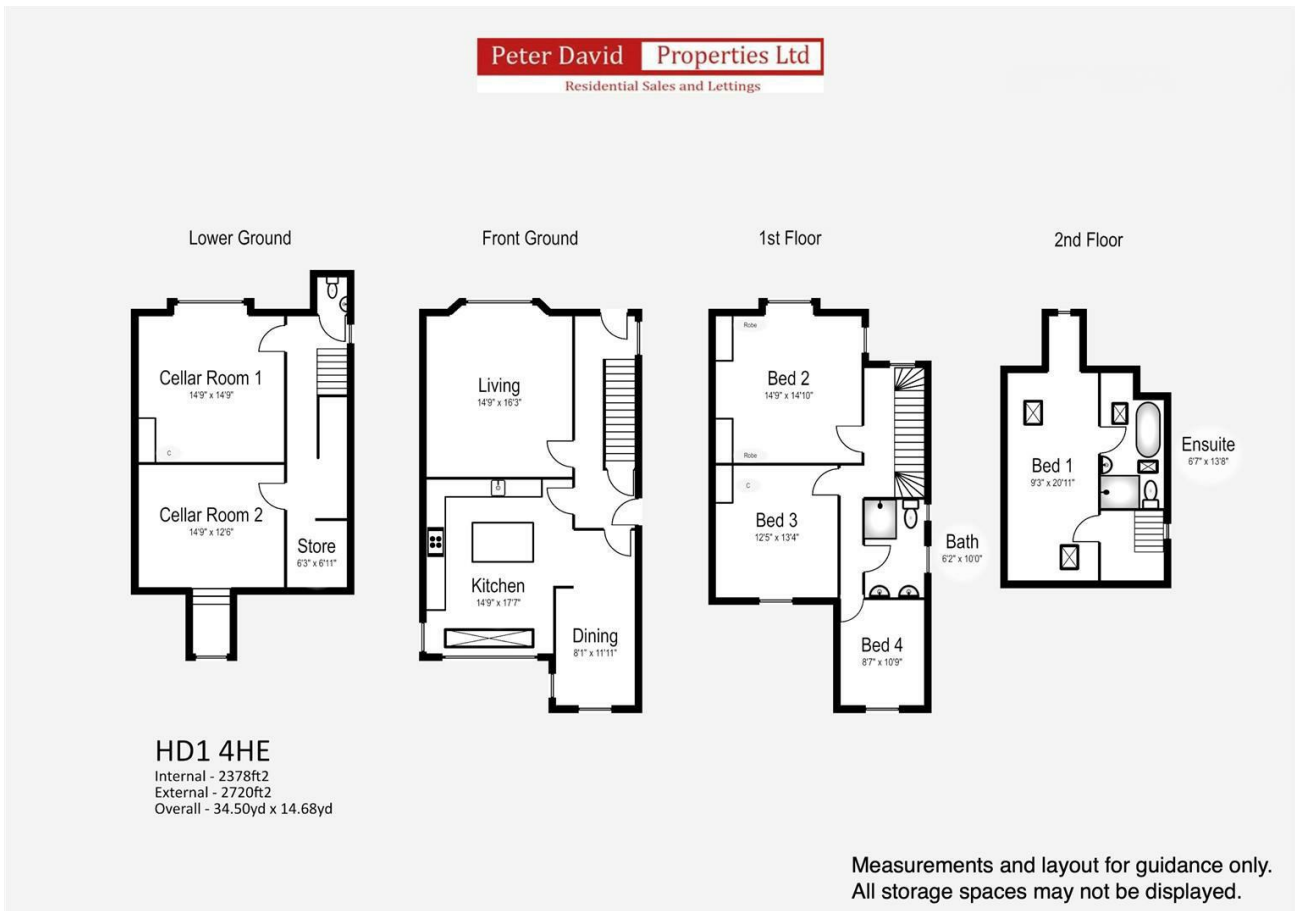 Peter David Properties Ltd
Residential Sales and Lettings
Lower Ground
Front Ground
1st Floor
2nd Floor
Cellar Room 1
14'9" x 14'9"
C
Cellar Room 2
14'9" x 12'6"
Store
6'3" x 6'11"
Living
14'9" x 16'3"
Kitchen
14'9" x 17'7"
Dining
8'1" x 11'11"
Robe
Bed 2
14'9" x 14'10"
Robe
C
Bed 3
12'5" x 13'4"
Bath
6'2" x 10'0"
Bed 4
8'7" x 10'9"
Bed 1
9'3" x 20'11"
Ensuite
6'7" x 13'8"
HD1 4HE
Internal - 2378ft2
External - 2720ft2
Overall - 34.50yd x 14.68yd
Measurements and layout for guidance only.
All storage spaces may not be displayed.